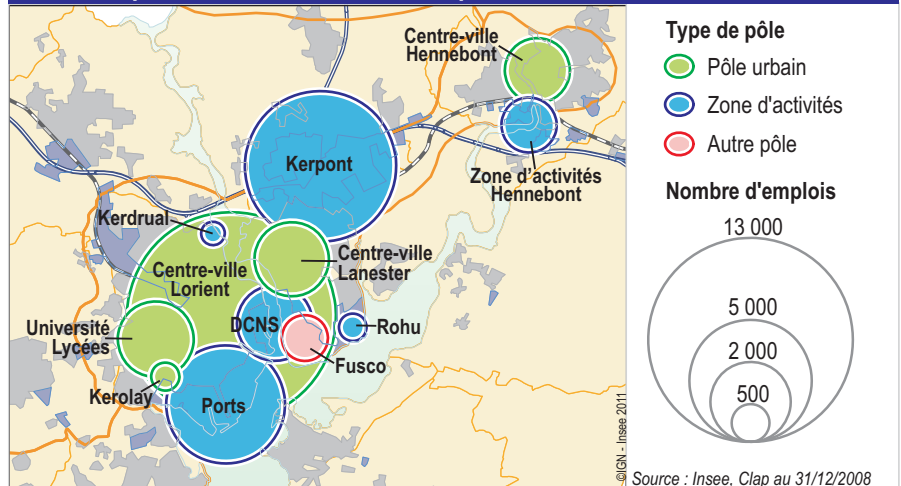 Centre-ville
Hennebont
Kerpont
Zone d'activités
Hennebont
Kerdrual
Centre-ville
Lorient
Centre-ville
Lanester
Université
Lycées
DCNS
Rohu
Fusco
Kerolay
Ports
©IGN - Insee 2011
Type de pôle
Pôle urbain
Zone d'activités
Autre pôle
Nombre d'emplois
13 000
5 000
2 000
500
Source : Insee, Clap au 31/12/2008